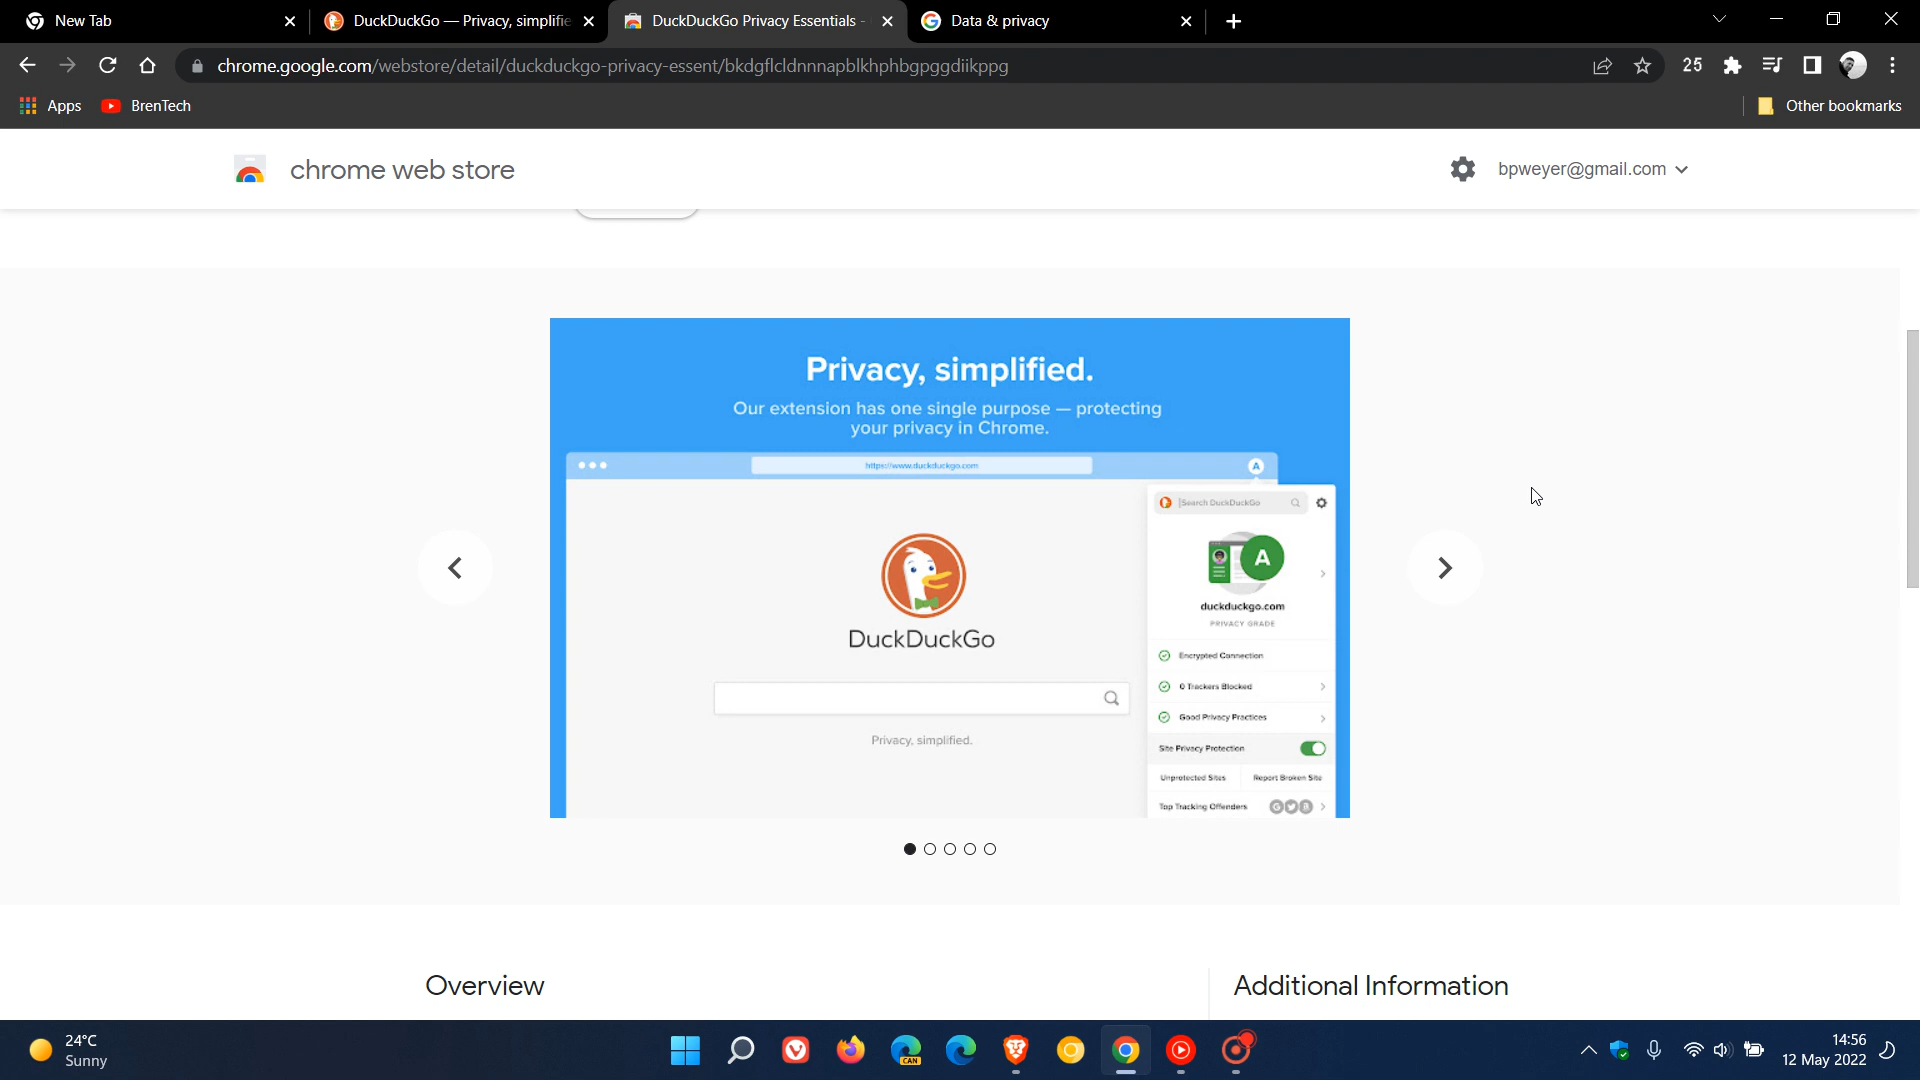 New Tab
DuckDuckGo — Privacy, simplifie
DuckDuckGo Privacy Essentials -
Data & privacy
chrome.google.com/webstore/detail/duckduckgo-privacy-essent/bkdgflcldnnnapblkhphbgpggdiikppg
25
Apps
BrenTech
Other bookmarks
chrome web store
bpweyer@gmail.com
Privacy, simplified.
Our extension has one single purpose — protecting
your privacy in Chrome.
https://www.duckduckgo.com
A
Search DuckDuckGo
A
duckduckgo.com
PRIVACY GRADE
DuckDuckGo
Encrypted Connection
0 Trackers Blocked
Good Privacy Practices
Privacy, simplified.
Site Privacy Protection
Unprotected Sites
Report Broken Site
Top Tracking Offenders
Overview
Additional Information
24°C
Sunny
CAN
14:56
12 May 2022